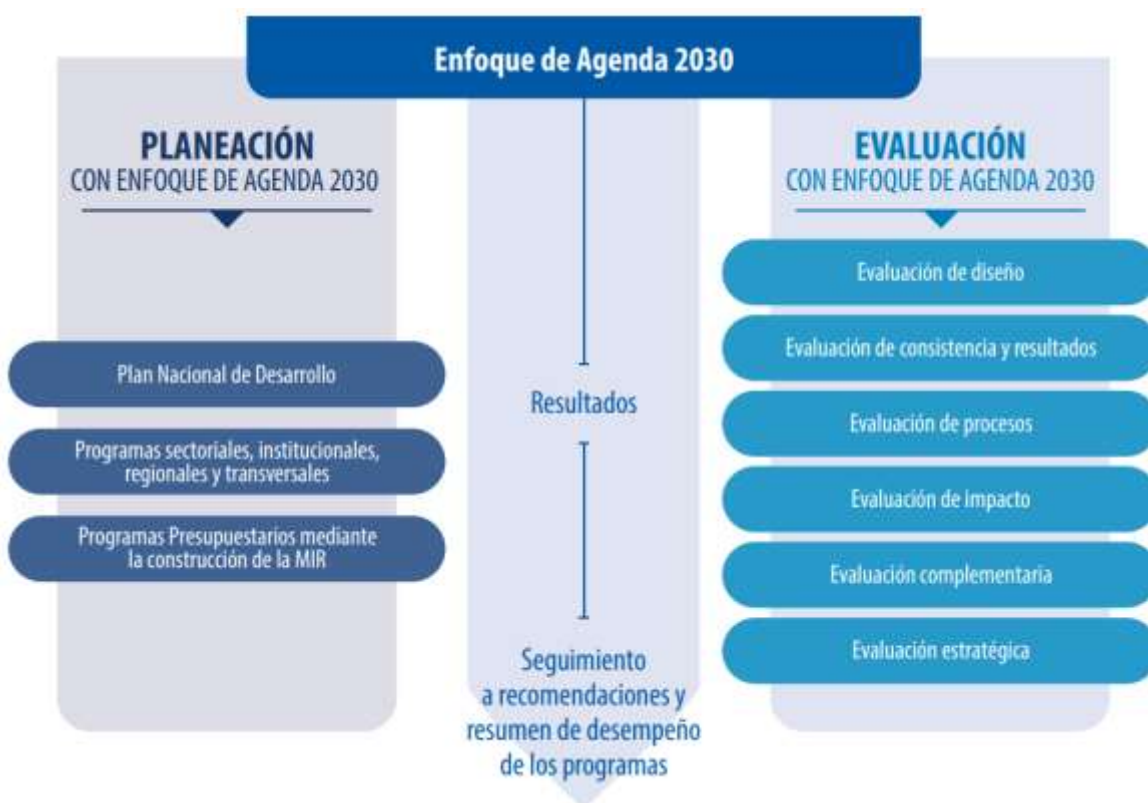 Enfoque de Agenda 2030
PLANEACIÓN
CON ENFOQUE DE AGENDA 2030
Plan Nacional de Desarrollo
Programas sectoriales, institucionales,
regionales y transversales
Programas Presupuestarios mediante
la construcción de la MIR
Resultados
Seguimiento
a recomendaciones y
resumen de desempeño
de los programas
EVALUACIÓN
CON ENFOQUE DE AGENDA 2030
Evaluación de diseño
Evaluación de consistencia y resultados
Evaluación de procesos
Evaluación de impacto
Evaluación complementaria
Evaluación estratégica